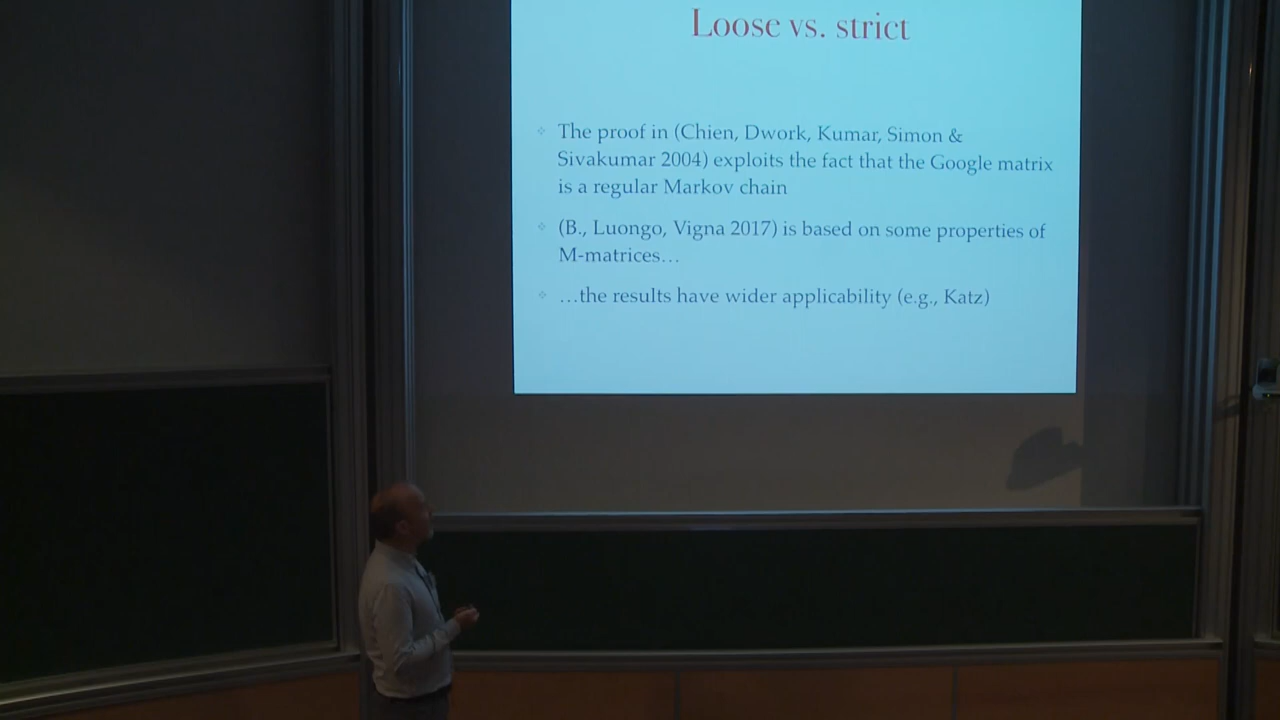 Loose vs. strict
The proof in (Chien, Dwork, Kumar, Simon &
Sivakumar 2004) exploits the fact that the Google matrix
is a regular Markov chain
(B., Luongo, Vigna 2017) is based on some properties of
M-matrices…
…the results have wider applicability (e.g., Katz)